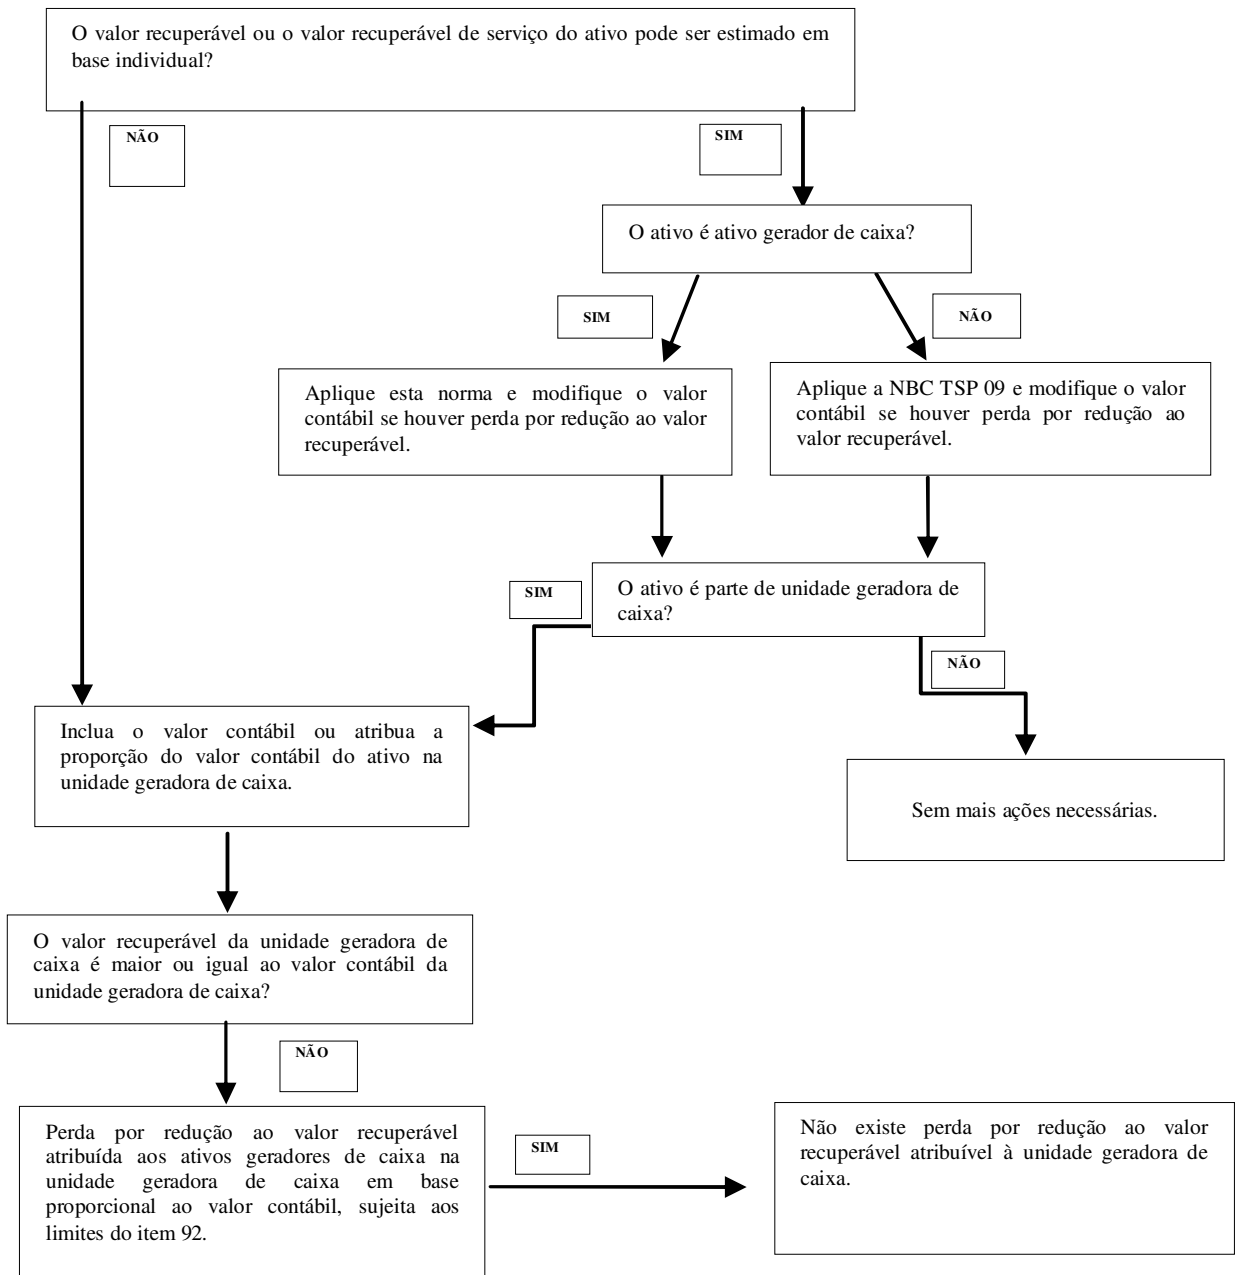 O valor recuperável ou o valor recuperável de serviço do ativo pode ser estimado em
base individual?
NÃO
SIM
O ativo é ativo gerador de caixa?
SIM
NÃO
Aplique esta norma e modifique o valor
contábil se houver perda por redução ao valor
recuperável.
Aplique a NBC TSP 09 e modifique o valor
contábil se houver perda por redução ao
valor recuperável.
SIM
O ativo é parte de unidade geradora de
caixa?
NÃO
Inclua o valor contábil ou atribua a
proporção do valor contábil do ativo na
unidade geradora de caixa.
Sem mais ações necessárias.
O valor recuperável da unidade geradora de
caixa é maior ou igual ao valor contábil da
unidade geradora de caixa?
NÃO
Perda por redução ao valor recuperável
atribuída aos ativos geradores de caixa na
unidade geradora de caixa em base
proporcional ao valor contábil, sujeita aos
limites do item 92.
SIM
Não existe perda por redução ao valor
recuperável atribuível à unidade geradora de
caixa.